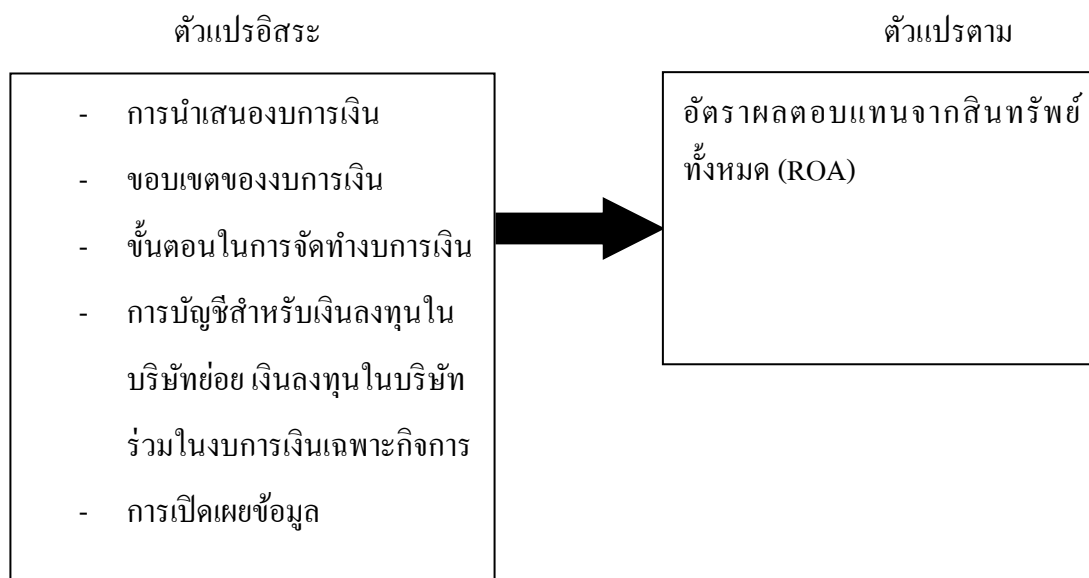 ตัวแปรอิสระ
ตัวแปรตาม
- การนำเสนองบการเงิน
- ขอบเขตของงบการเงิน
- ขั้นตอนในการจัดทำงบการเงิน
- การบัญชีสำหรับเงินลงทุนใน
บริษัทย่อย เงินลงทุนในบริษัท
ร่วมในงบการเงินเฉพาะกิจการ
- การเปิดเผยข้อมูล
อัตราผลตอบแทนจากสินทรัพย์
ทั้งหมด (ROA)